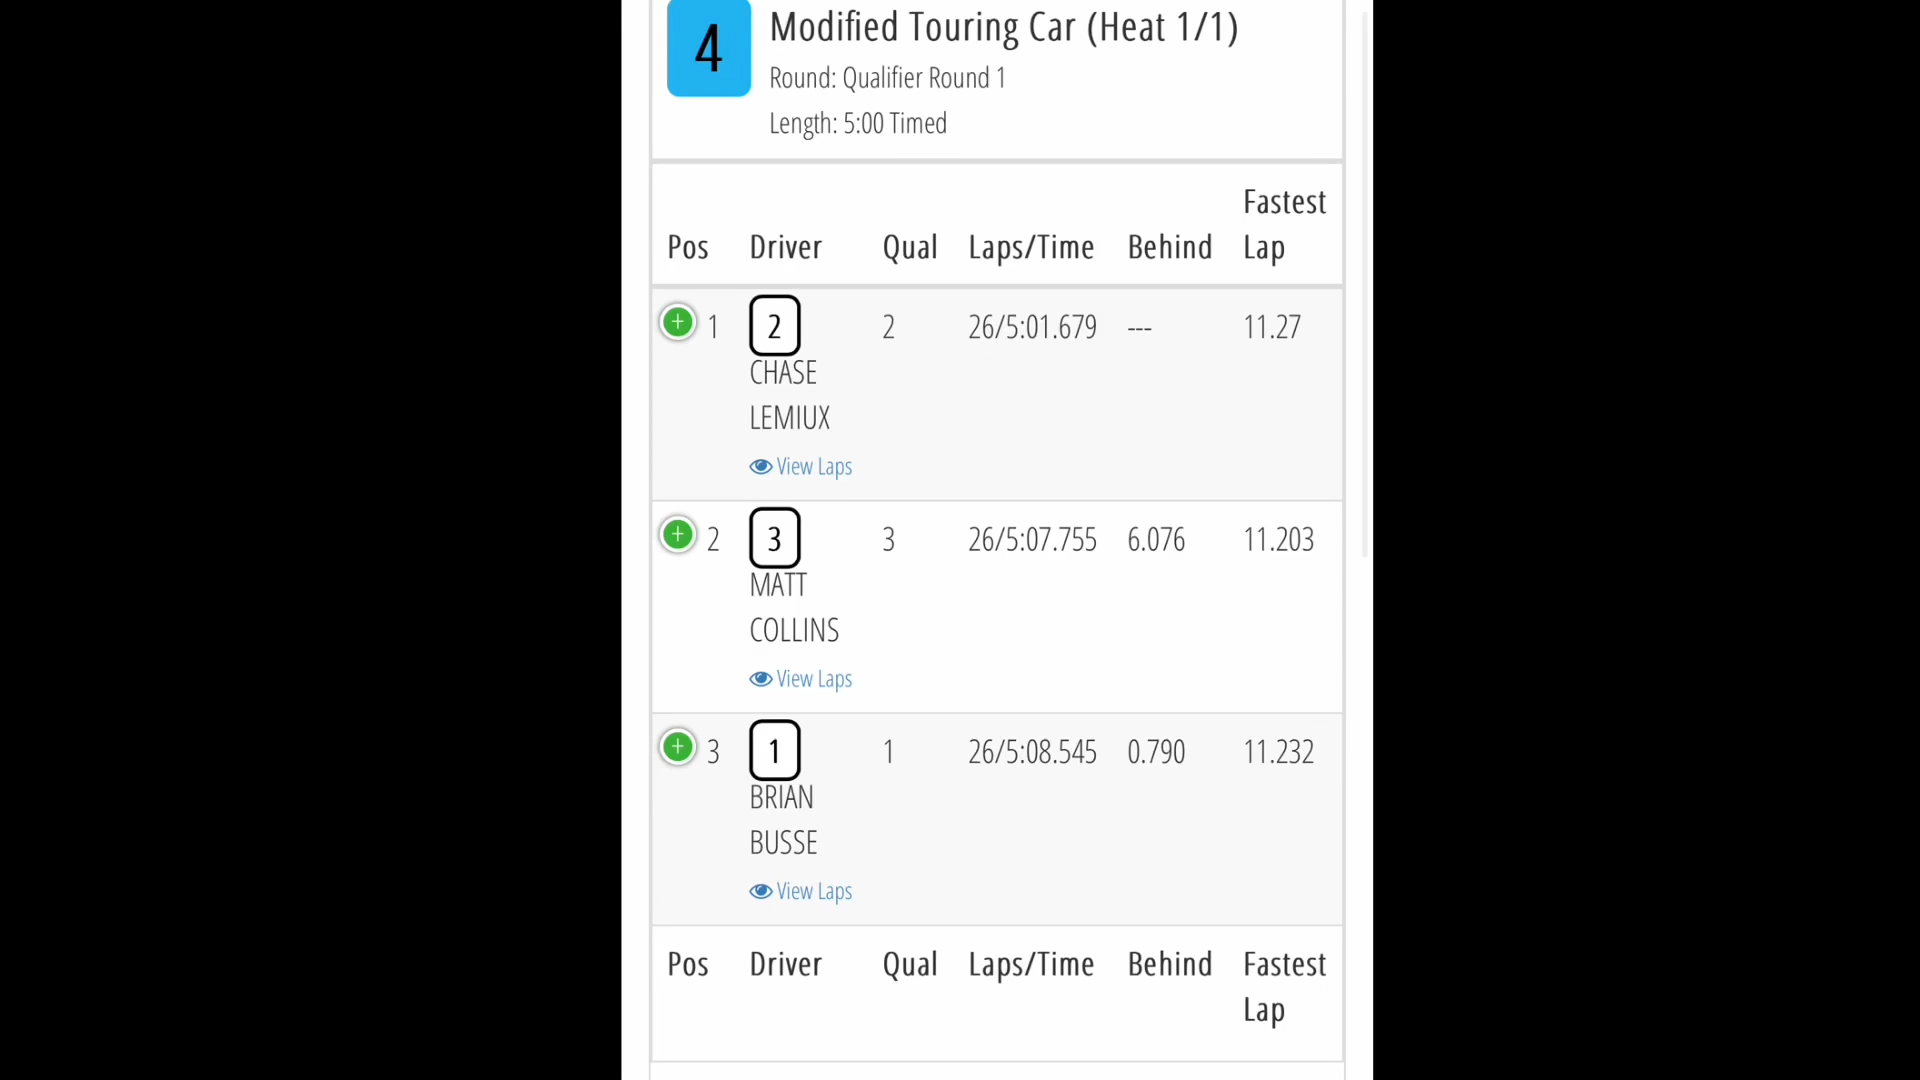 4
Modified Touring Car (Heat 1/1)
Round: Qualifier Round 1
Length: 5:00 Timed
Pos Driver Qual Laps/Time Behind Fastest Lap
1 2 CHASE LEMIUX 2 26/5:01.679 --- 11.27
View Laps
2 3 MATT COLLINS 3 26/5:07.755 6.076 11.203
View Laps
3 1 BRIAN BUSSE 1 26/5:08.545 0.790 11.232
View Laps
Pos Driver Qual Laps/Time Behind Fastest Lap